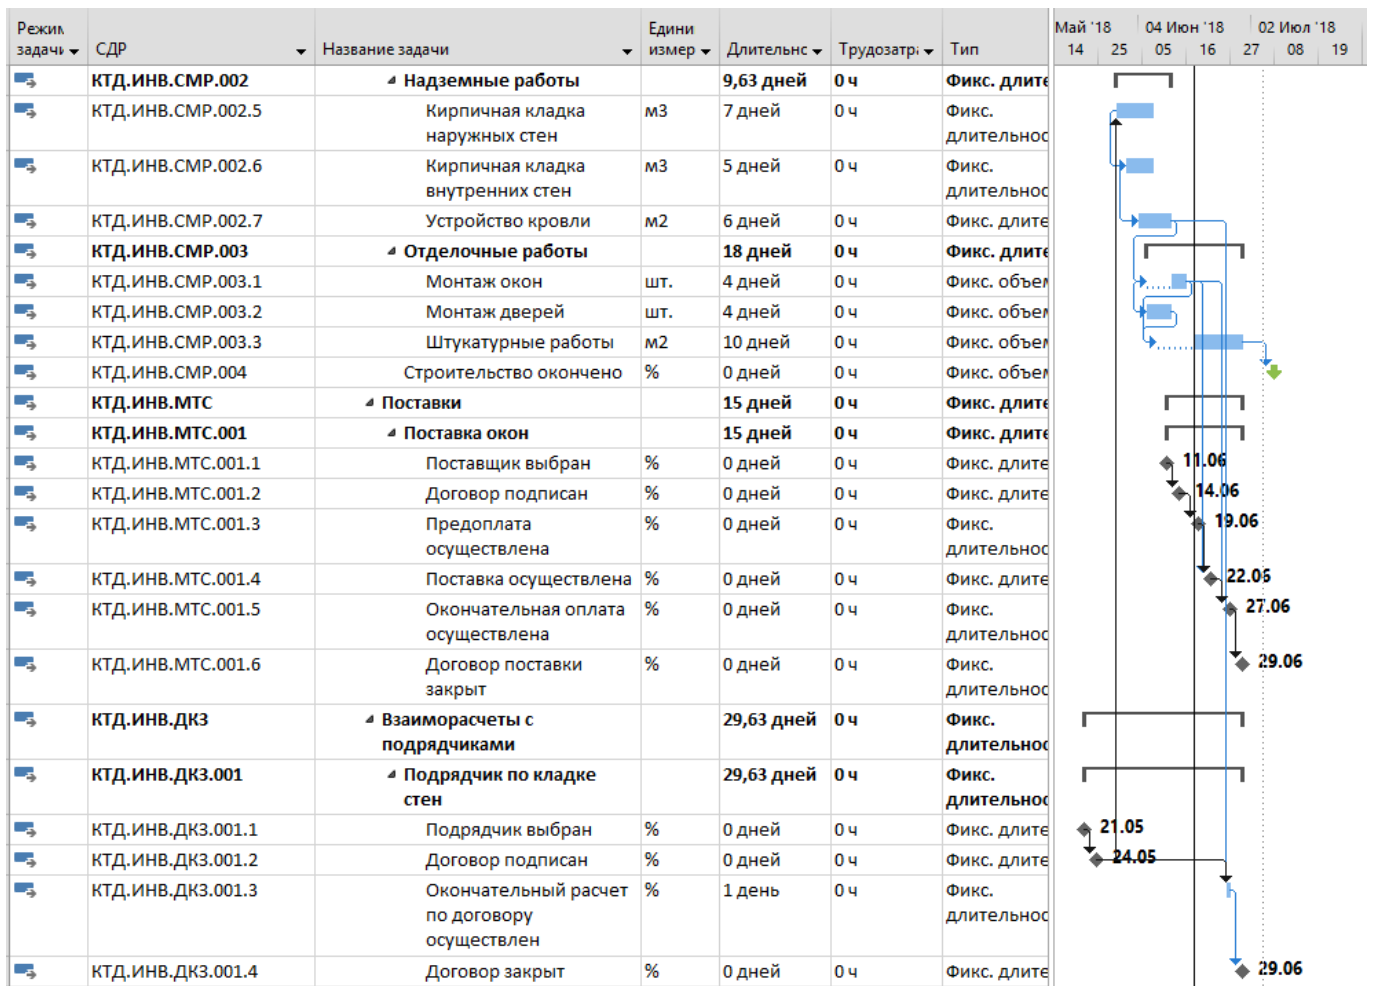 Режим
задачи
СДР
Название задачи
Едини
измер
Длительнс
Трудозатра
Тип
Май '18
04 Июн '18
02 Июл '18
14 25 05 16 27 08 19
КТД.ИНВ.СМР.002 Надземные работы 9,63 дней 0 ч Фикс. длите
КТД.ИНВ.СМР.002.5 Кирпичная кладка м3 7 дней 0 ч Фикс.
наружных стен длительнос
КТД.ИНВ.СМР.002.6 Кирпичная кладка м3 5 дней 0 ч Фикс.
внутренних стен длительнос
КТД.ИНВ.СМР.002.7 Устройство кровли м2 6 дней 0 ч Фикс. длите
КТД.ИНВ.СМР.003 Отделочные работы 18 дней 0 ч Фикс. длите
КТД.ИНВ.СМР.003.1 Монтаж окон шт. 4 дней 0 ч Фикс. объем
КТД.ИНВ.СМР.003.2 Монтаж дверей шт. 4 дней 0 ч Фикс. объем
КТД.ИНВ.СМР.003.3 Штукатурные работы м2 10 дней 0 ч Фикс. объем
КТД.ИНВ.СМР.004 Строительство окончено % 0 дней 0 ч Фикс. объем
КТД.ИНВ.МТС Поставки 15 дней 0 ч Фикс. длите
КТД.ИНВ.МТС.001 Поставка окон 15 дней 0 ч Фикс. длите
КТД.ИНВ.МТС.001.1 Поставщик выбран % 0 дней 0 ч Фикс. длите 11.06
КТД.ИНВ.МТС.001.2 Договор подписан % 0 дней 0 ч Фикс. длите 14.06
КТД.ИНВ.МТС.001.3 Предоплата % 0 дней 0 ч Фикс. 19.06
осуществлена длительнос
КТД.ИНВ.МТС.001.4 Поставка осуществлена % 0 дней 0 ч Фикс. длите 22.06
КТД.ИНВ.МТС.001.5 Окончательная оплата % 0 дней 0 ч Фикс. 27.06
осуществлена длительнос
КТД.ИНВ.МТС.001.6 Договор поставки % 0 дней 0 ч Фикс. 29.06
закрыт длительнос
КТД.ИНВ.ДКЗ Взаиморасчеты с 29,63 дней 0 ч Фикс.
подрядчиками длительнос
КТД.ИНВ.ДКЗ.001 Подрядчик по кладке 29,63 дней 0 ч Фикс.
стен длительнос
КТД.ИНВ.ДКЗ.001.1 Подрядчик выбран % 0 дней 0 ч Фикс. длите 21.05
КТД.ИНВ.ДКЗ.001.2 Договор подписан % 0 дней 0 ч Фикс. длите 24.05
КТД.ИНВ.ДКЗ.001.3 Окончательный расчет % 1 день 0 ч Фикс.
по договору длительнос
осуществлен
КТД.ИНВ.ДКЗ.001.4 Договор закрыт % 0 дней 0 ч Фикс. длите 29.06